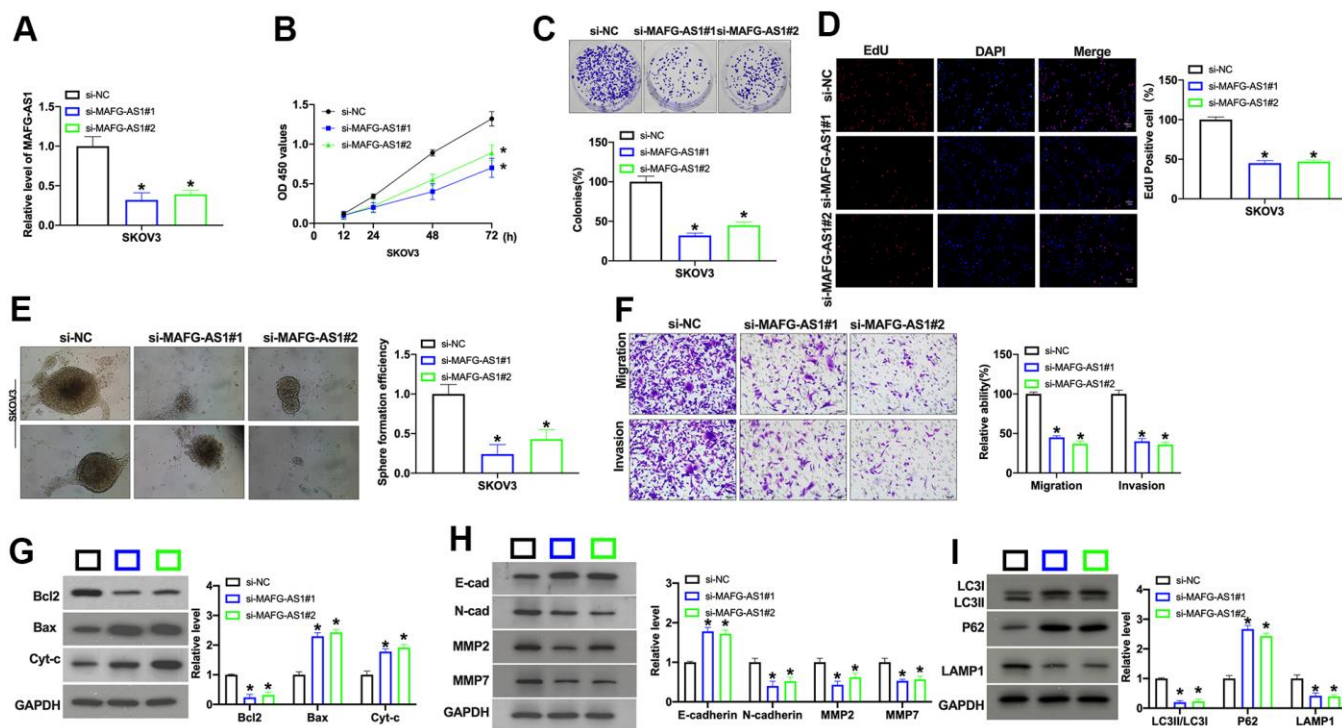 A
Relative level of MAFG-AS1
si-NC
si-MAFG-AS1#1
si-MAFG-AS1#2
1.5
1.0
0.5
0.0
*
*
SKOV3
B
OD 450 values
si-NC
si-MAFG-AS1#1
si-MAFG-AS1#2
1.5
1.0
0.5
0.0
*
*
0 12 24 48 72 (h)
SKOV3
C
si-NC si-MAFG-AS1#1 si-MAFG-AS1#2
Colonies(%)
si-NC
si-MAFG-AS1#1
si-MAFG-AS1#2
150
100
50
0
*
*
SKOV3
D
EdU DAPI Merge
si-NC
si-MAFG-AS1#1
si-MAFG-AS1#2
EdU Positive cell (%)
si-NC
si-MAFG-AS1#1
si-MAFG-AS1#2
150
100
50
0
* *
SKOV3
E
si-NC si-MAFG-AS1#1 si-MAFG-AS1#2
SKOV3
Sphere formation efficiency
si-NC
si-MAFG-AS1#1
si-MAFG-AS1#2
1.5
1.0
0.5
0.0
*
*
SKOV3
F
si-NC si-MAFG-AS1#1 si-MAFG-AS1#2
Migration
Invasion
Relative ability(%)
si-NC
si-MAFG-AS1#1
si-MAFG-AS1#2
150
100
50
0
* * * *
Migration Invasion
G
Bcl2
Bax
Cyt-c
GAPDH
Relative level
si-NC
si-MAFG-AS1#1
si-MAFG-AS1#2
4
3
2
1
0
* * * * * *
Bcl2 Bax Cyt-c
H
E-cad
N-cad
MMP2
MMP7
GAPDH
Relative level
si-NC
si-MAFG-AS1#1
si-MAFG-AS1#2
3
2
1
0
* * * * * * * *
E-cadherin N-cadherin MMP2 MMP7
I
LC3I
LC3II
P62
LAMP1
GAPDH
Relative level
si-NC
si-MAFG-AS1#1
si-MAFG-AS1#2
4
3
2
1
0
* * * * * *
LC3II/LC3I P62 LAMP1